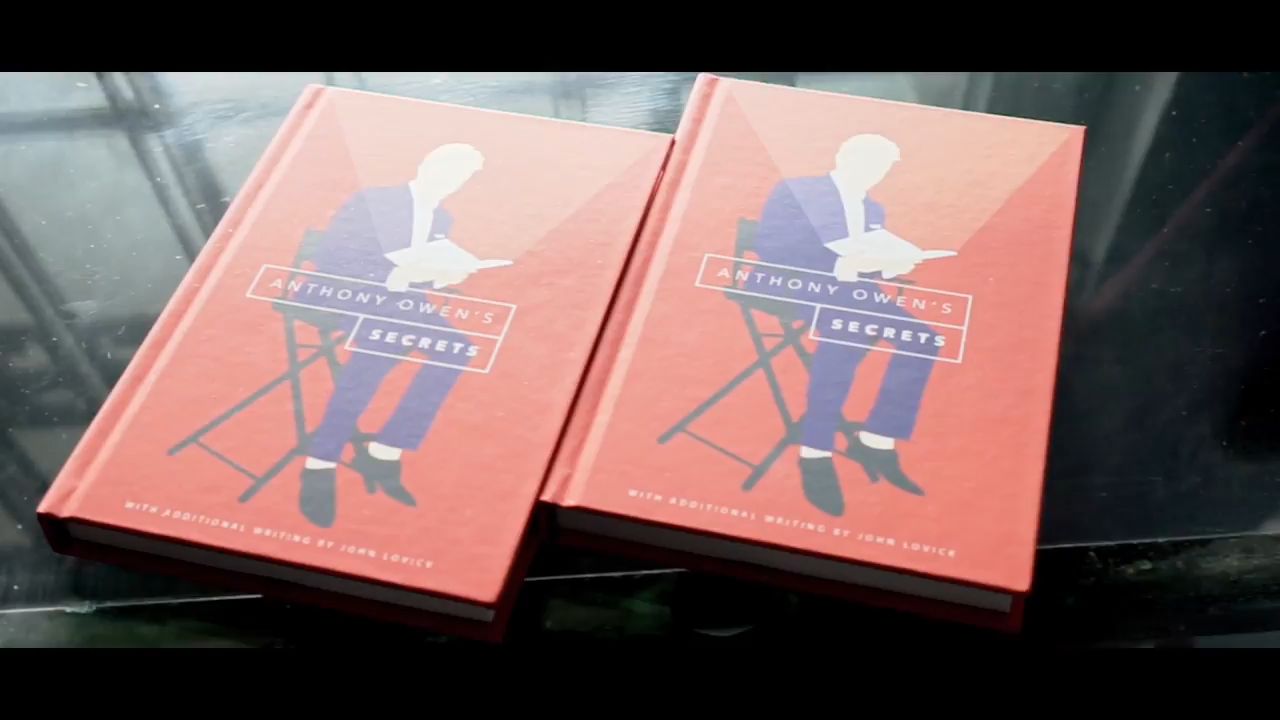 ANTHONY OWEN'S
SECRETS
WITH ADDITIONAL WRITING BY JOHN LOVICK
ANTHONY OWEN'S
SECRETS
WITH ADDITIONAL WRITING BY JOHN LOVICK